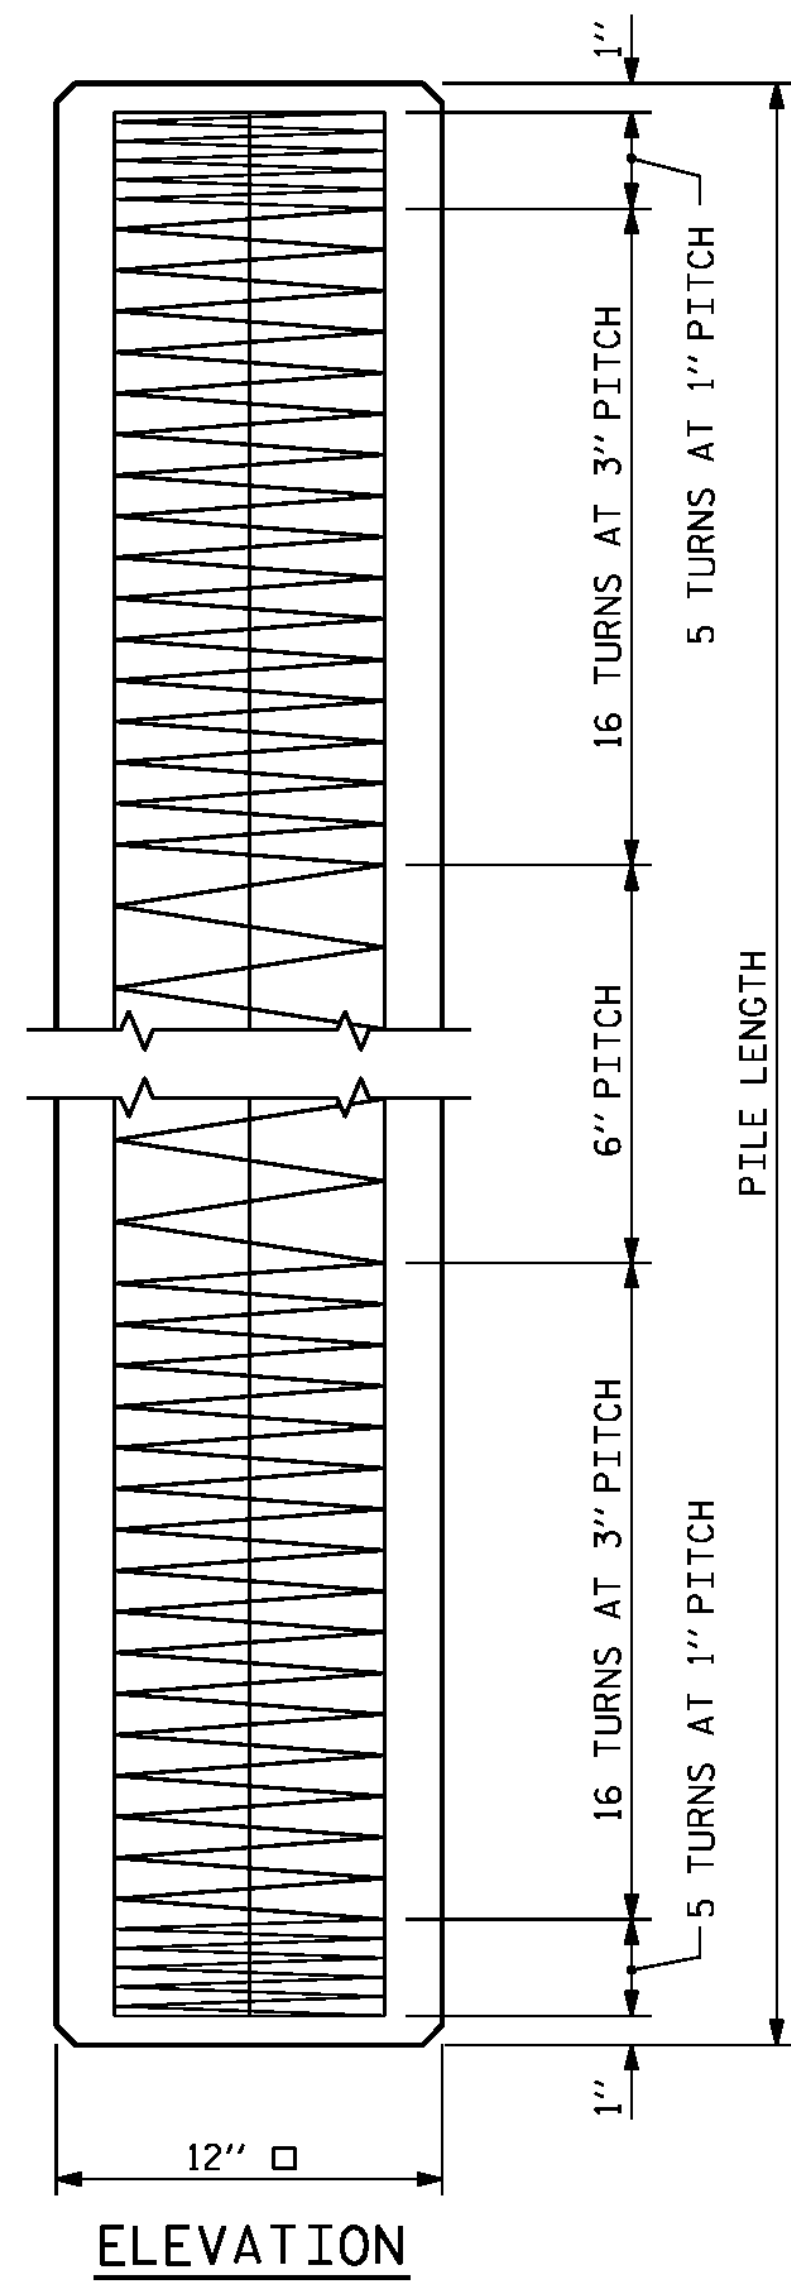 1"
5 TURNS AT 1" PITCH
16 TURNS AT 3" PITCH
6" PITCH
PILE LENGTH
16 TURNS AT 3" PITCH
5 TURNS AT 1" PITCH
1"
12" □
ELEVATION